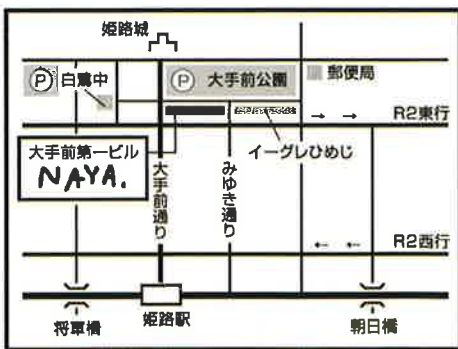 姫路城
P 白鷺中
P 大手前公園
郵便局
→ → R2東行
大手前第一ビル
NAYA.
イーグレひめじ
大手前通り
みゆき通り
← ← R2西行
将軍橋
姫路駅
朝日橋